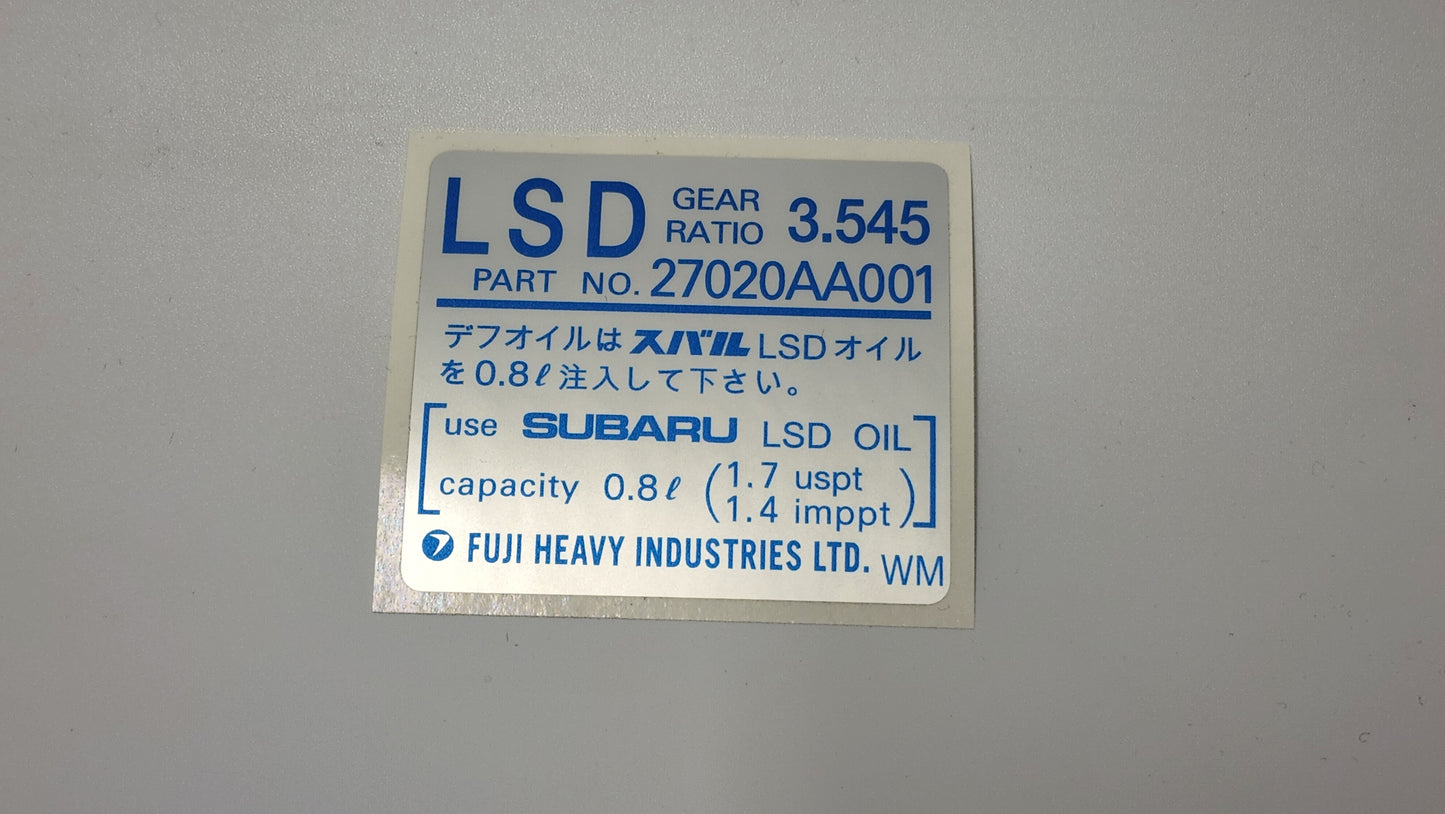 LSD GEAR RATIO 3.545
PART NO. 27020AA001
デフオイルは スバル LSDオイル
を0.8ℓ注入して下さい。
use SUBARU LSD OIL
capacity 0.8ℓ (1.7 uspt
1.4 imppt)
FUJI HEAVY INDUSTRIES LTD. WM